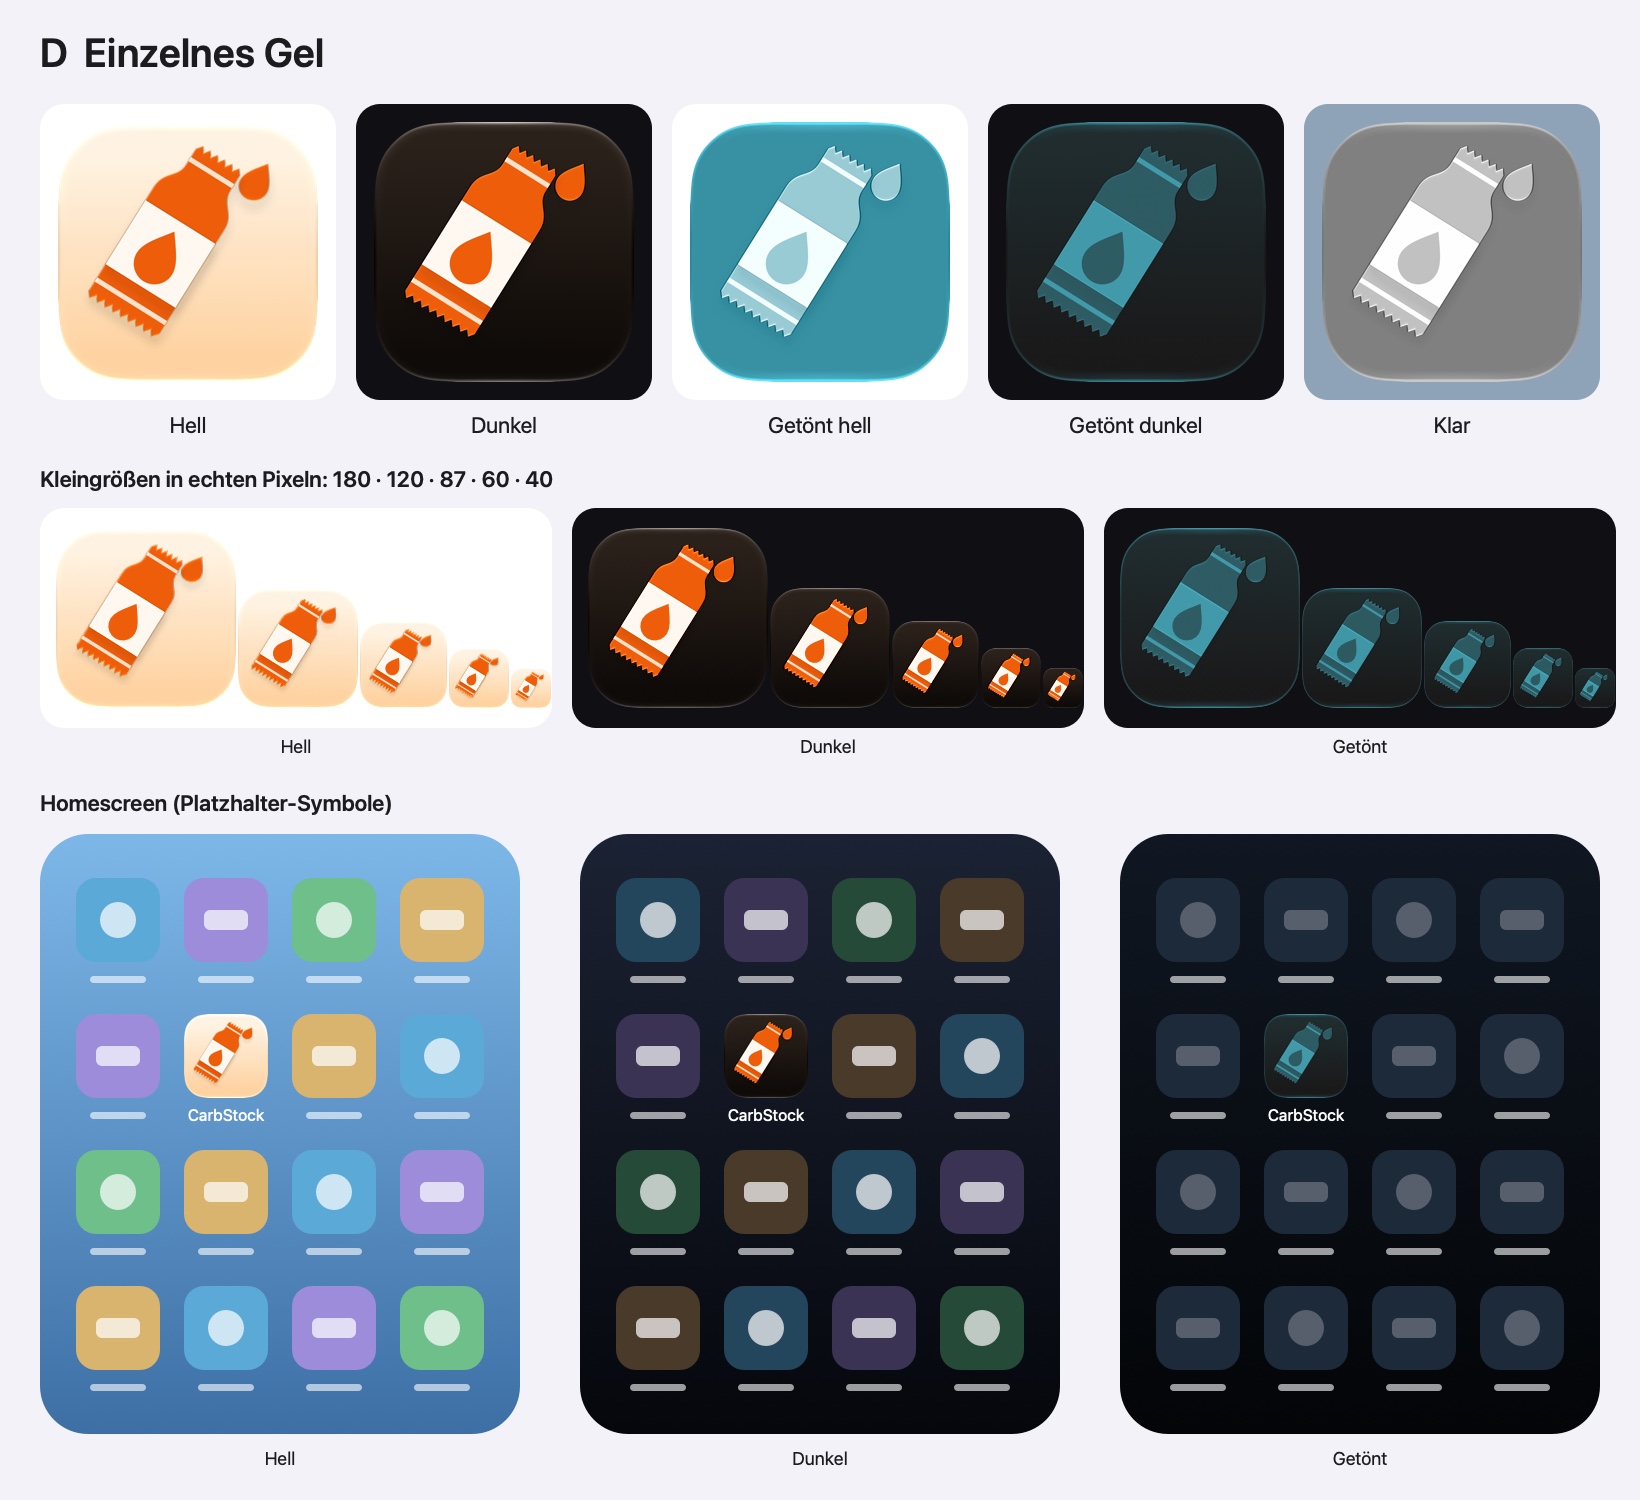 D Einzelnes Gel
Hell
Dunkel
Getönt hell
Getönt dunkel
Klar
Kleingrößen in echten Pixeln: 180 · 120 · 87 · 60 · 40
Hell
Dunkel
Getönt
Homescreen (Platzhalter-Symbole)
CarbStock
CarbStock
CarbStock
Hell
Dunkel
Getönt